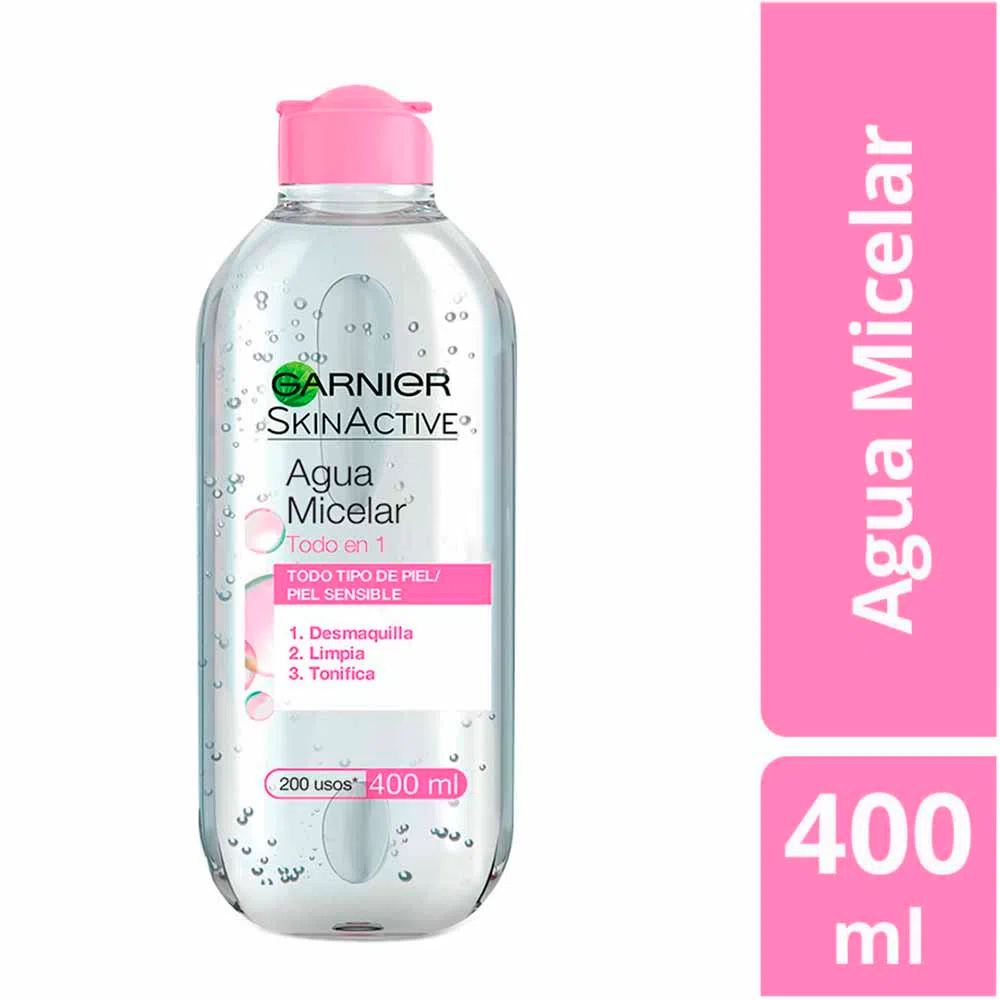 GARNIER
SKINACTIVE
Agua
Micelar
Todo en 1
TODO TIPO DE PIEL/
PIEL SENSIBLE
1. Desmaquilla
2. Limpia
3. Tonifica
200 usos* 400 ml
Agua Micelar
400
ml